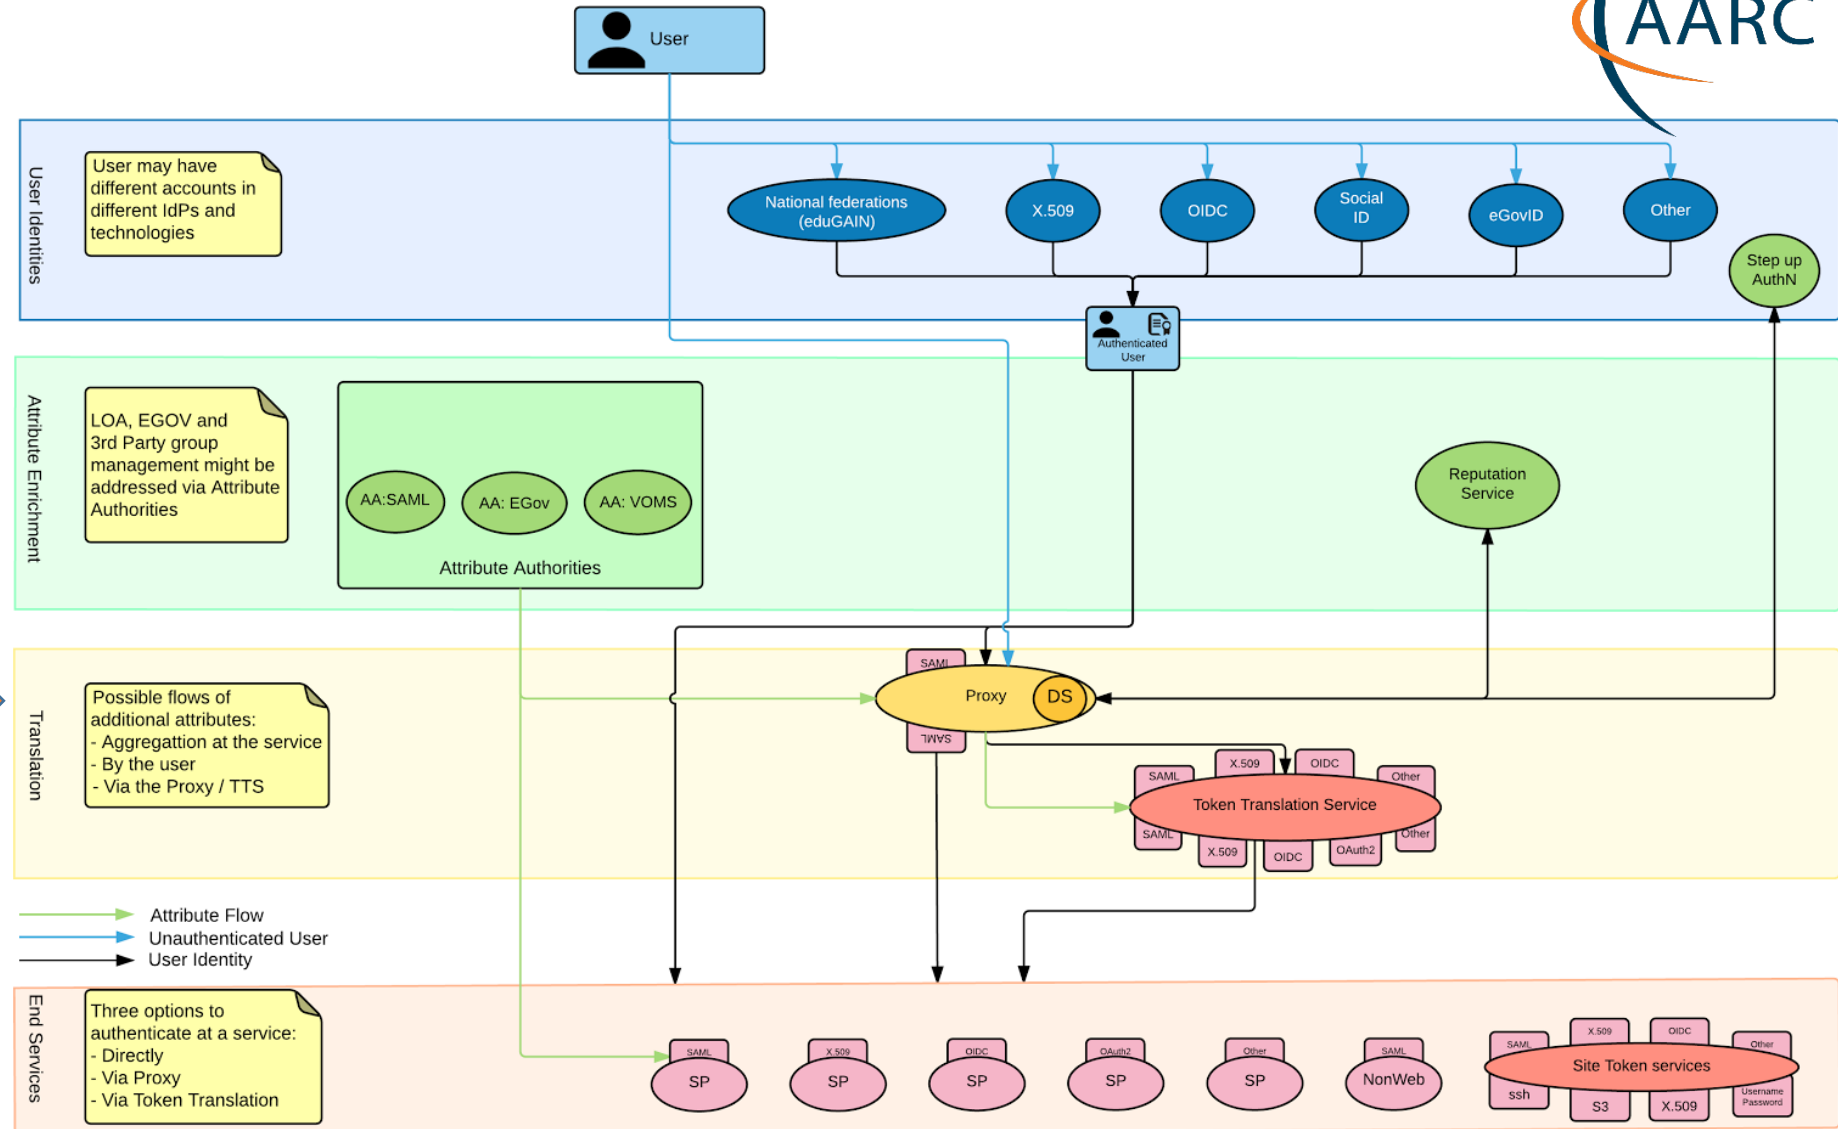 AARC
User
User Identities
User may have
different accounts in
different IdPs and
technologies
National federations
(eduGAIN)
X.509
OIDC
Social
ID
eGovID
Other
Step up
AuthN
Authenticated
User
Attribute Enrichment
LOA, EGOV and
3rd Party group
management might be
addressed via Attribute
Authorities
AA:SAML
AA: EGov
AA: VOMS
Attribute Authorities
Reputation
Service
Translation
Possible flows of
additional attributes:
- Aggregattion at the service
- By the user
- Via the Proxy / TTS
SAML
Proxy
DS
SAML
SAML
X.509
OIDC
Other
Token Translation Service
SAML
X.509
OIDC
OAuth2
Other
Attribute Flow
Unauthenticated User
User Identity
End Services
Three options to
authenticate at a service:
- Directly
- Via Proxy
- Via Token Translation
SAML
SP
X.509
SP
OIDC
SP
OAuth2
SP
Other
SP
SAML
NonWeb
SAML
X.509
OIDC
Other
Site Token services
ssh
S3
X.509
Username
Password